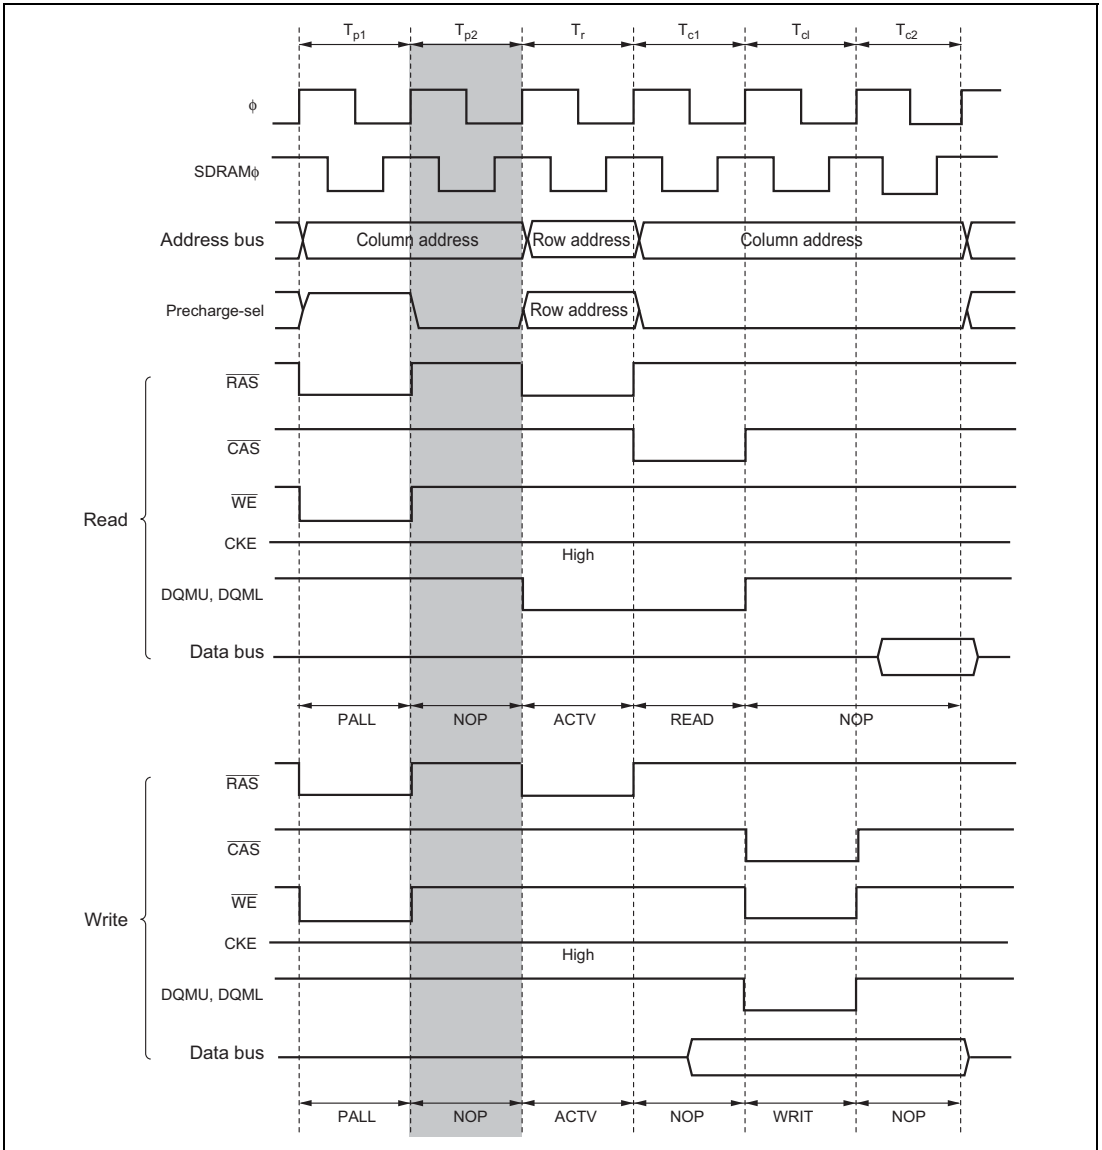 Tp1 Tp2 Tr Tc1 Tcl Tc2
ϕ
SDRAMϕ
Address bus Column address Row address Column address
Precharge-sel Row address
Read
RAS
CAS
WE
CKE High
DQMU, DQML
Data bus
PALL NOP ACTV READ NOP
Write
RAS
CAS
WE
CKE High
DQMU, DQML
Data bus
PALL NOP ACTV NOP WRIT NOP